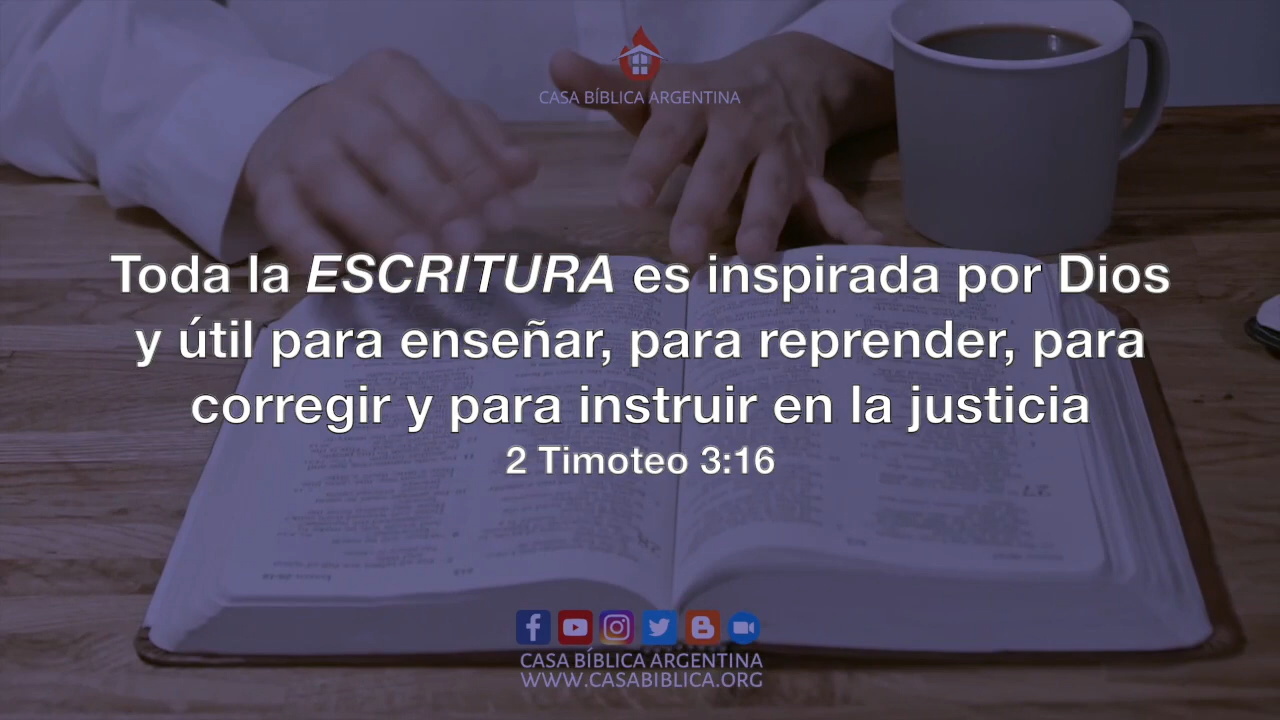 CASA BÍBLICA ARGENTINA
Toda la ESCRITURA es inspirada por Dios
y útil para enseñar, para reprender, para
corregir y para instruir en la justicia
2 Timoteo 3:16
CASA BÍBLICA ARGENTINA
WWW.CASABIBLICA.ORG